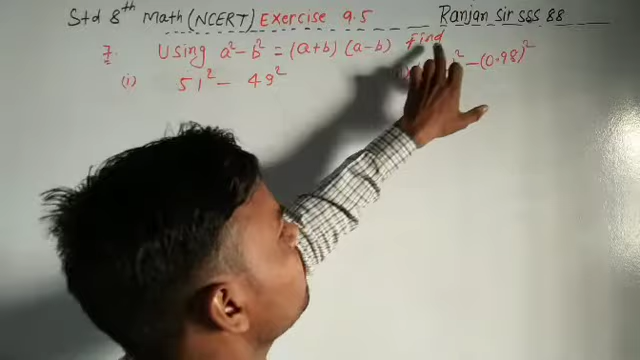 Std 8th Math (NCERT) Exercise 9.5 Ranjan Sir SSS 88
7. Using a² - b² = (a+b) (a-b) find
(i) 51² - 49² ² - (0.98)²